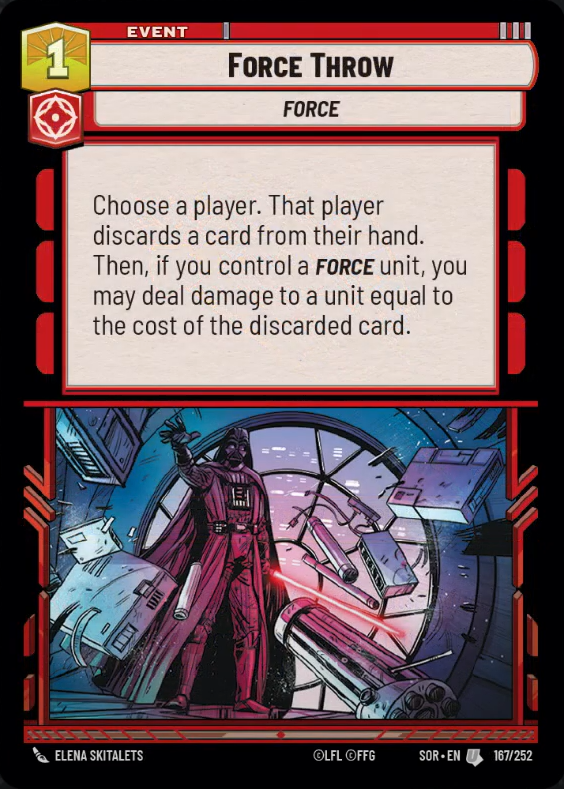 EVENT
1
FORCE THROW
FORCE
Choose a player. That player
discards a card from their hand.
Then, if you control a FORCE unit, you
may deal damage to a unit equal to
the cost of the discarded card.
ELENA SKITALETS
©LFL ©FFG
SOR • EN
167/252